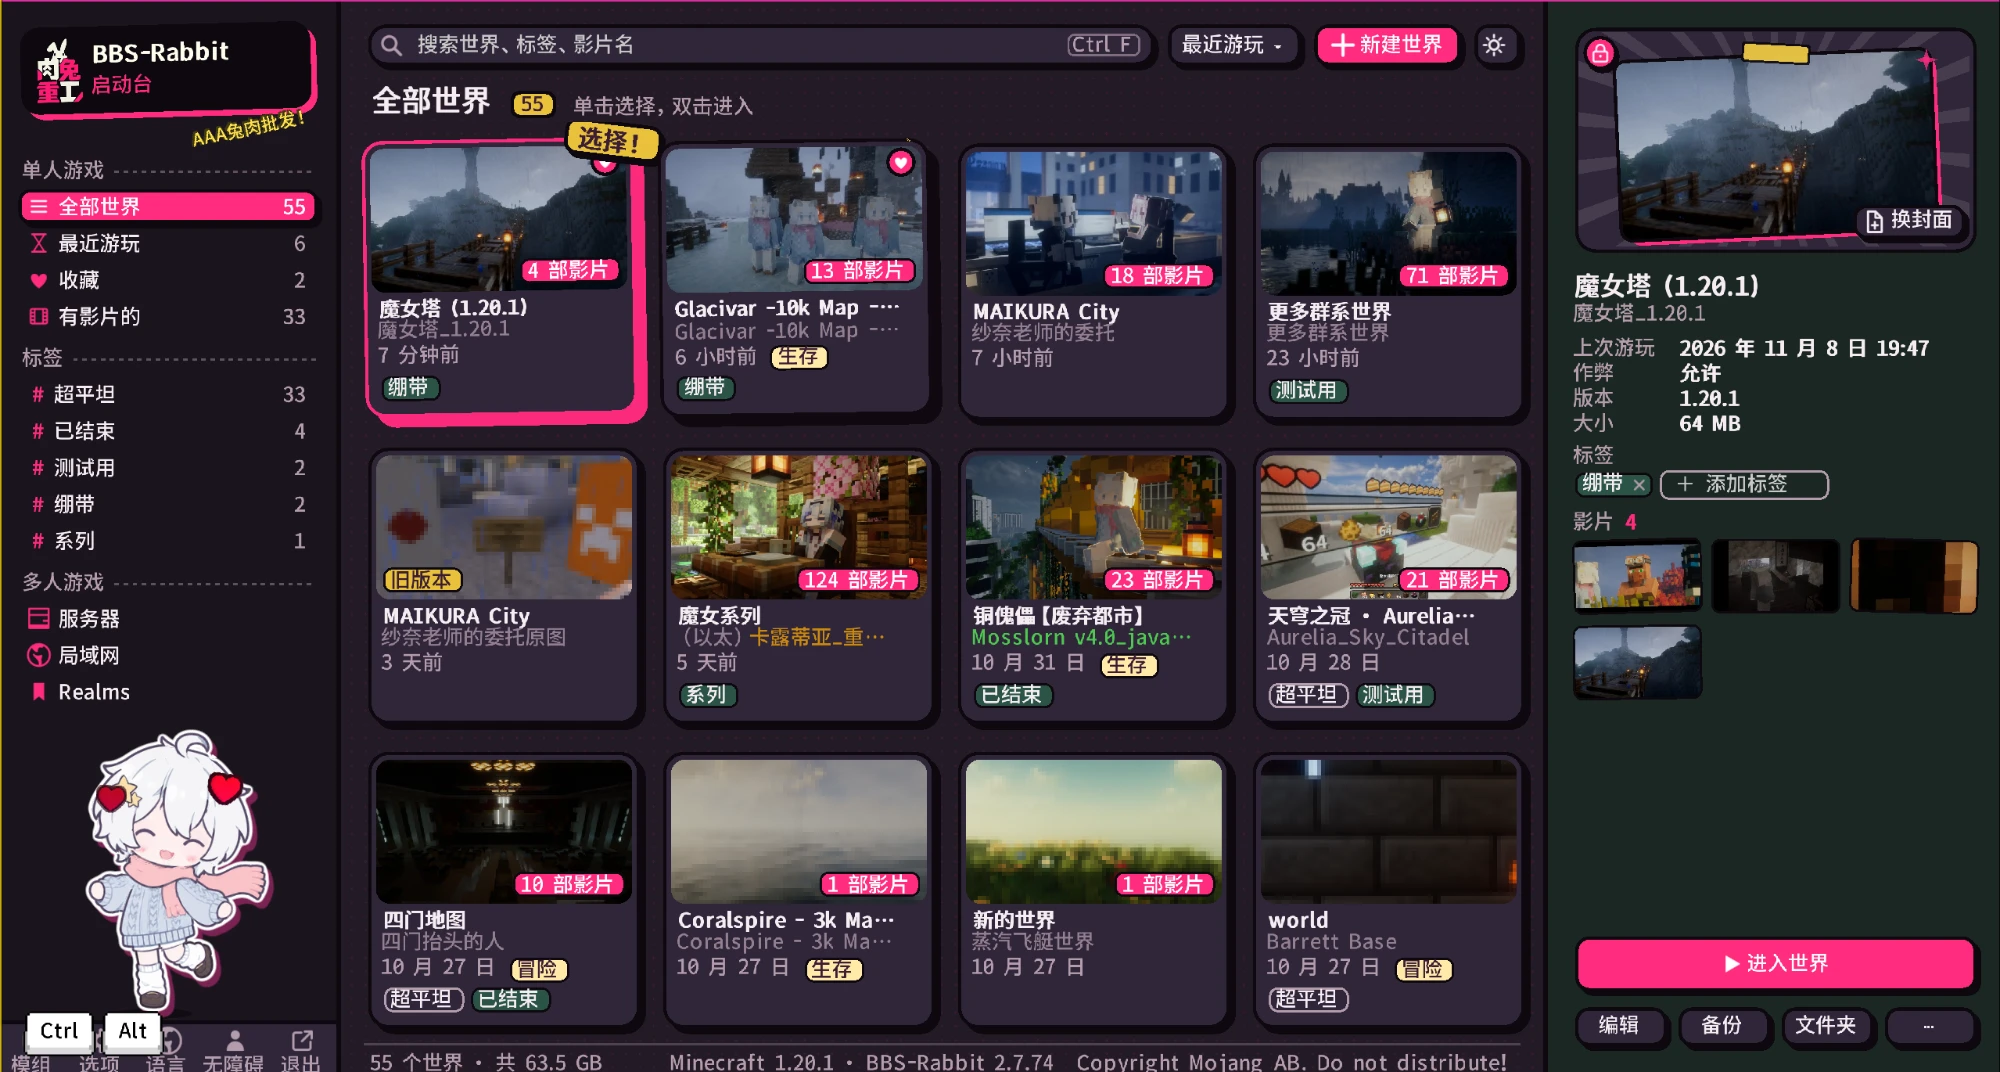 肉兔重工
BBS-Rabbit
启动台
AAA兔肉批发!
单人游戏
全部世界 55
最近游玩 6
收藏 2
有影片的 33
标签
# 超平坦 33
# 已结束 4
# 测试用 2
# 绷带 2
# 系列 1
多人游戏
服务器
局域网
Realms
Ctrl Alt
模组 选项 语言 无障碍 退出
搜索世界、标签、影片名 Ctrl F
最近游玩
新建世界
全部世界 55 单击选择，双击进入
选择!
4 部影片
魔女塔 (1.20.1)
魔女塔_1.20.1
7 分钟前
绷带
13 部影片
Glacivar -10k Map -···
Glacivar -10k Map -···
6 小时前 生存
绷带
18 部影片
MAIKURA City
纱奈老师的委托
7 小时前
71 部影片
更多群系世界
更多群系世界
23 小时前
测试用
旧版本
MAIKURA City
纱奈老师的委托原图
3 天前
124 部影片
魔女系列
（以太）卡露蒂亚_重···
5 天前
系列
23 部影片
铜傀儡【废弃都市】
Mosslorn v4.0_java···
10 月 31 日 生存
已结束
64
64
21 部影片
天穹之冠 · Aurelia···
Aurelia_Sky_Citadel
10 月 28 日
超平坦 测试用
10 部影片
四门地图
四门抬头的人
10 月 27 日 冒险
超平坦 已结束
1 部影片
Coralspire - 3k Ma···
Coralspire - 3k Ma···
10 月 27 日 生存
1 部影片
新的世界
蒸汽飞艇世界
10 月 27 日
world
Barrett Base
10 月 27 日 冒险
超平坦
55 个世界 · 共 63.5 GB
Minecraft 1.20.1 · BBS-Rabbit 2.7.74
Copyright Mojang AB. Do not distribute!
换封面
魔女塔 (1.20.1)
魔女塔_1.20.1
上次游玩 2026 年 11 月 8 日 19:47
作弊 允许
版本 1.20.1
大小 64 MB
标签
绷带 × + 添加标签
影片 4
进入世界
编辑 备份 文件夹 ···